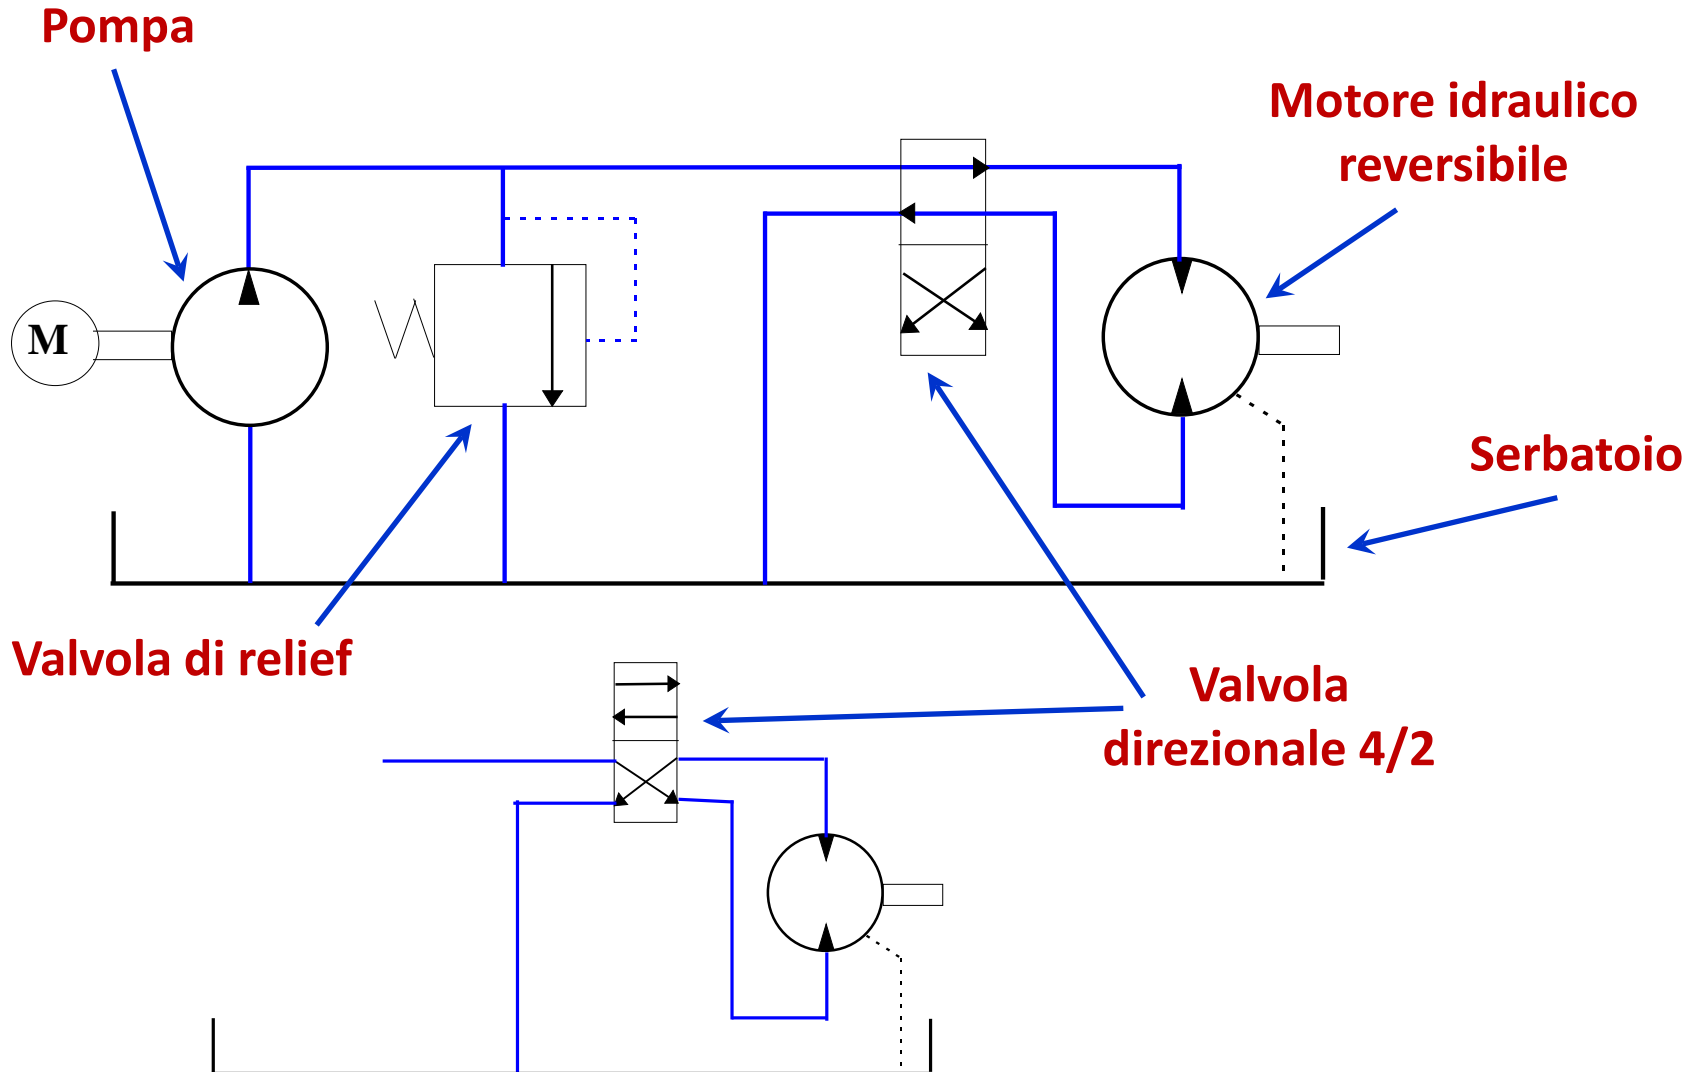 Pompa
Motore idraulico
reversibile
M
Serbatoio
Valvola di relief
Valvola
direzionale 4/2